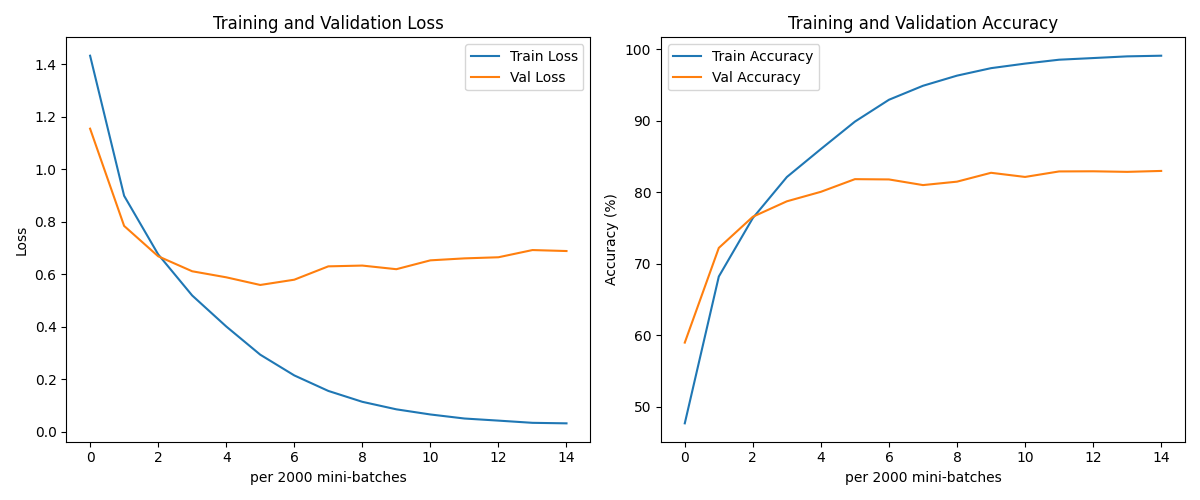 Training and Validation Loss
Train Loss
Val Loss
Loss
1.4
1.2
1.0
0.8
0.6
0.4
0.2
0.0
0 2 4 6 8 10 12 14
per 2000 mini-batches
Training and Validation Accuracy
Train Accuracy
Val Accuracy
Accuracy (%)
100
90
80
70
60
50
0 2 4 6 8 10 12 14
per 2000 mini-batches